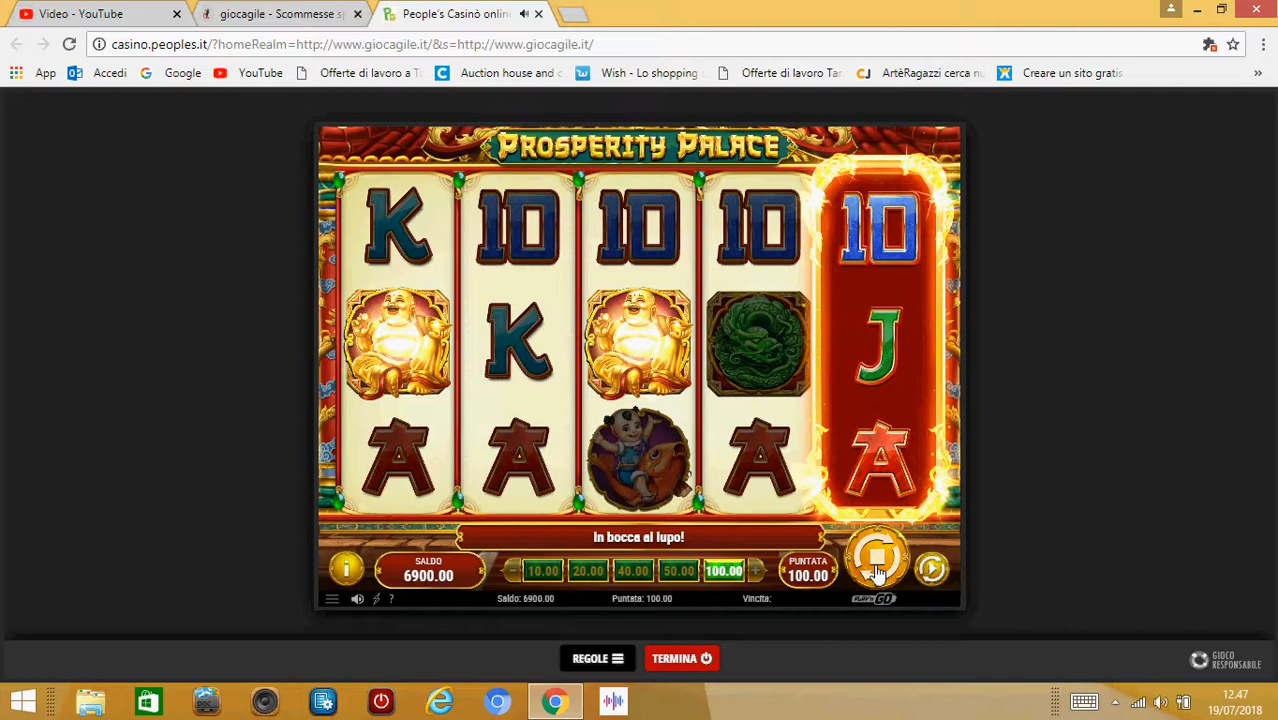 Video - YouTube
giocagile - Scommesse sp
People's Casinò online
casino.peoples.it/?homeRealm=http://www.giocagile.it/&s=http://www.giocagile.it/
App Accedi Google YouTube Offerte di lavoro a Ta Auction house and c Wish - Lo shopping Offerte di lavoro Tar ArtèRagazzi cerca nu Creare un sito gratis »
PROSPERITY PALACE
K 10 10 10 10
K J
A A A A
In bocca al lupo!
SALDO
6900.00
10.00 20.00 40.00 50.00 100.00
PUNTATA
100.00
Saldo: 6900.00 Puntata: 100.00 Vincita:
PLAY'n GO
REGOLE
TERMINA
GIOCO
RESPONSABILE
12.47
19/07/2018